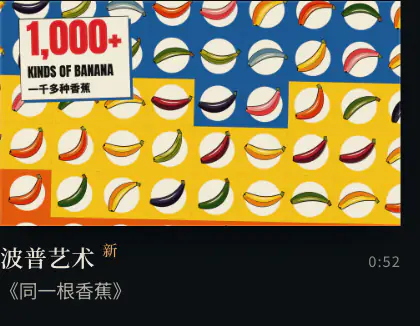 1,000+
KINDS OF BANANA
一千多种香蕉
波普艺术 新
0:52
《同一根香蕉》